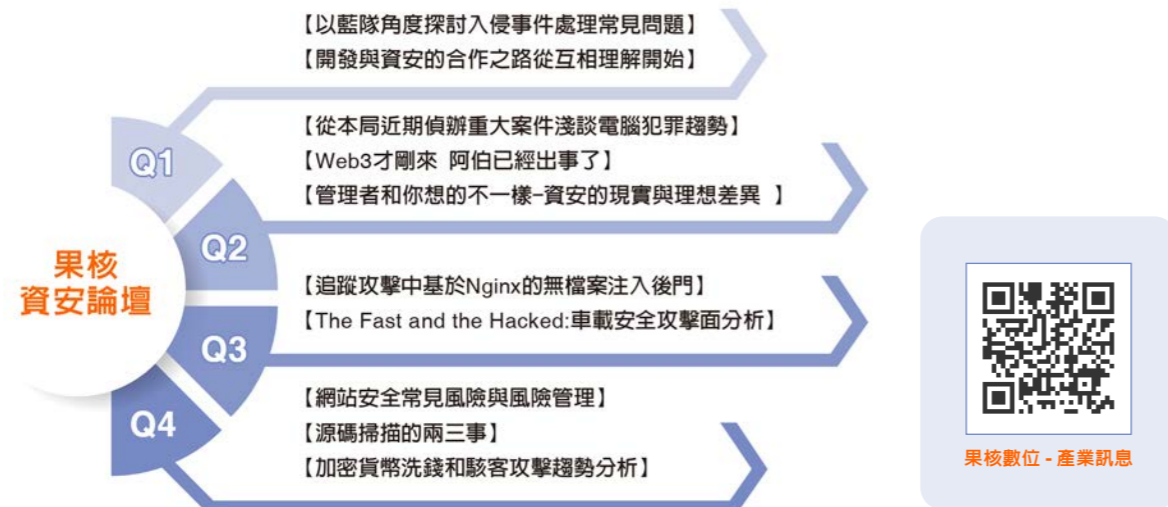 【以藍隊角度探討入侵事件處理常見問題】
【開發與資安的合作之路從互相理解開始】
Q1
【從本局近期偵辦重大案件淺談電腦犯罪趨勢】
【Web3才剛來 阿伯已經出事了】
【管理者和你想的不一樣-資安的現實與理想差異 】
Q2
果核
資安論壇
【追蹤攻擊中基於Nginx的無檔案注入後門】
【The Fast and the Hacked:車載安全攻擊面分析】
Q3
【網站安全常見風險與風險管理】
【源碼掃描的兩三事】
【加密貨幣洗錢和駭客攻擊趨勢分析】
Q4
果核數位 - 產業訊息